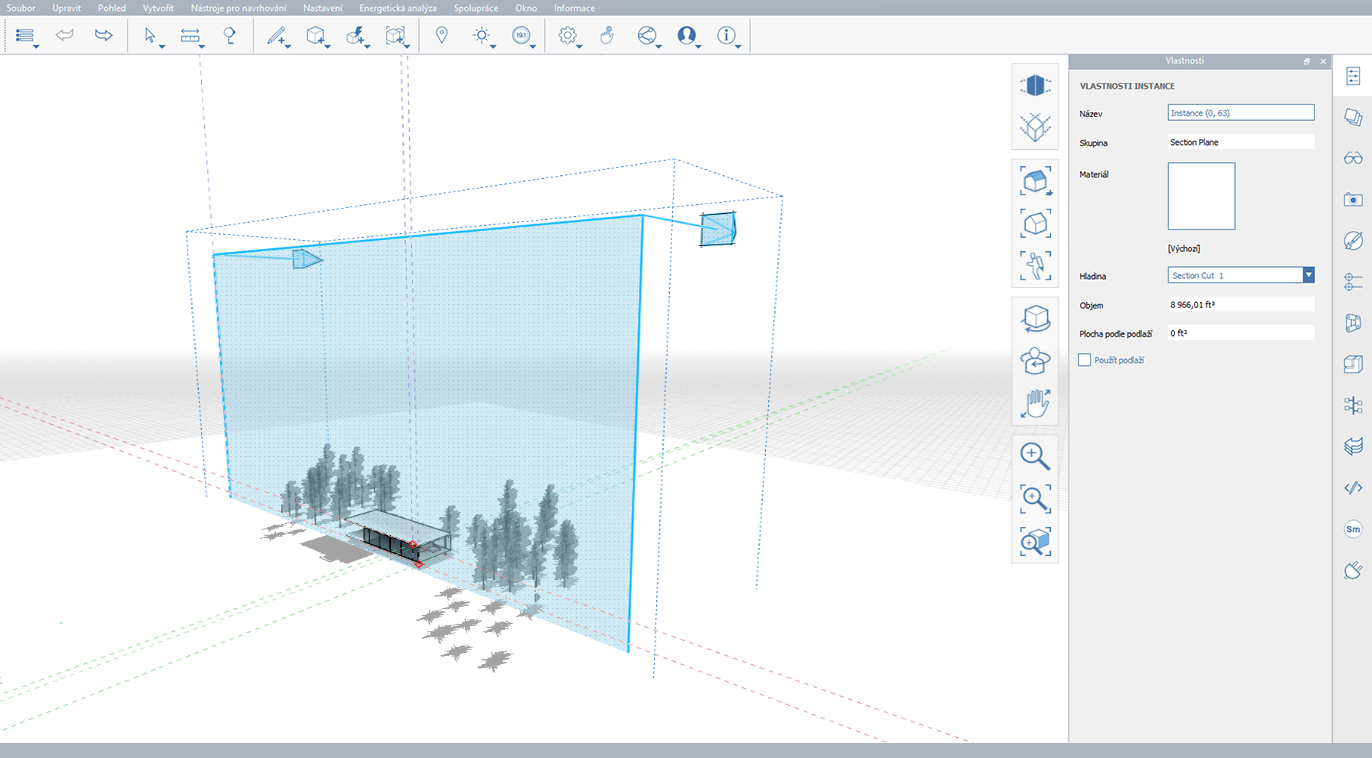 Soubor Upravit Pohled Vytvořit Nástroje pro navrhování Nastavení Energetická analýza Spolupráce Okno Informace
19.1
Vlastnosti
VLASTNOSTI INSTANCE
Název Instance (0, 63)
Skupina Section Plane
Materiál
[Výchozí]
Hladina Section Cut 1
Objem 8 966,01 ft³
Plocha podle podlaží 0 ft²
Použít podlaží
Sm